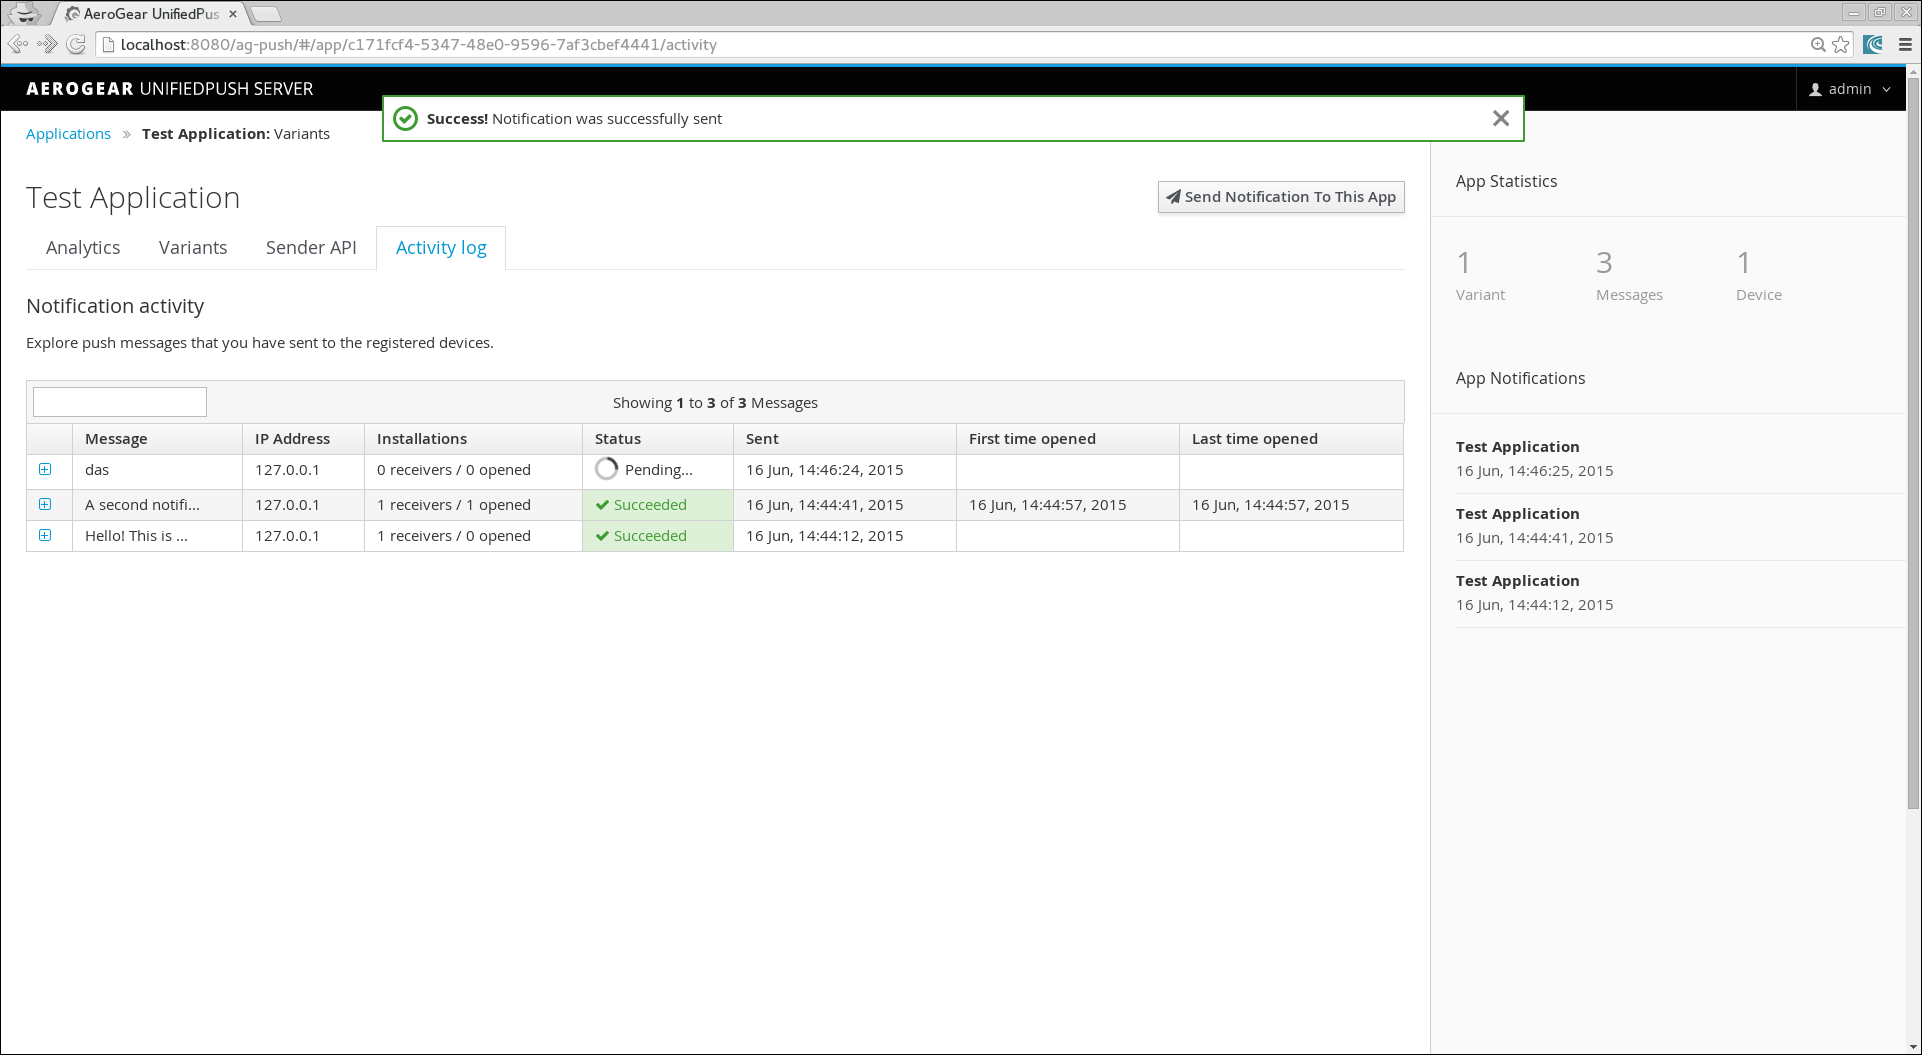 AeroGear UnifiedPus
localhost:8080/ag-push/#/app/c171fcf4-5347-48e0-9596-7af3cbef4441/activity
AEROGEAR UNIFIEDPUSH SERVER
admin
Success! Notification was successfully sent
Applications » Test Application: Variants
Test Application
Send Notification To This App
Analytics Variants Sender API Activity log
Notification activity
Explore push messages that you have sent to the registered devices.
Showing 1 to 3 of 3 Messages
Message IP Address Installations Status Sent First time opened Last time opened
das 127.0.0.1 0 receivers / 0 opened Pending... 16 Jun, 14:46:24, 2015
A second notifi... 127.0.0.1 1 receivers / 1 opened Succeeded 16 Jun, 14:44:41, 2015 16 Jun, 14:44:57, 2015 16 Jun, 14:44:57, 2015
Hello! This is ... 127.0.0.1 1 receivers / 0 opened Succeeded 16 Jun, 14:44:12, 2015
App Statistics
1 3 1
Variant Messages Device
App Notifications
Test Application
16 Jun, 14:46:25, 2015
Test Application
16 Jun, 14:44:41, 2015
Test Application
16 Jun, 14:44:12, 2015